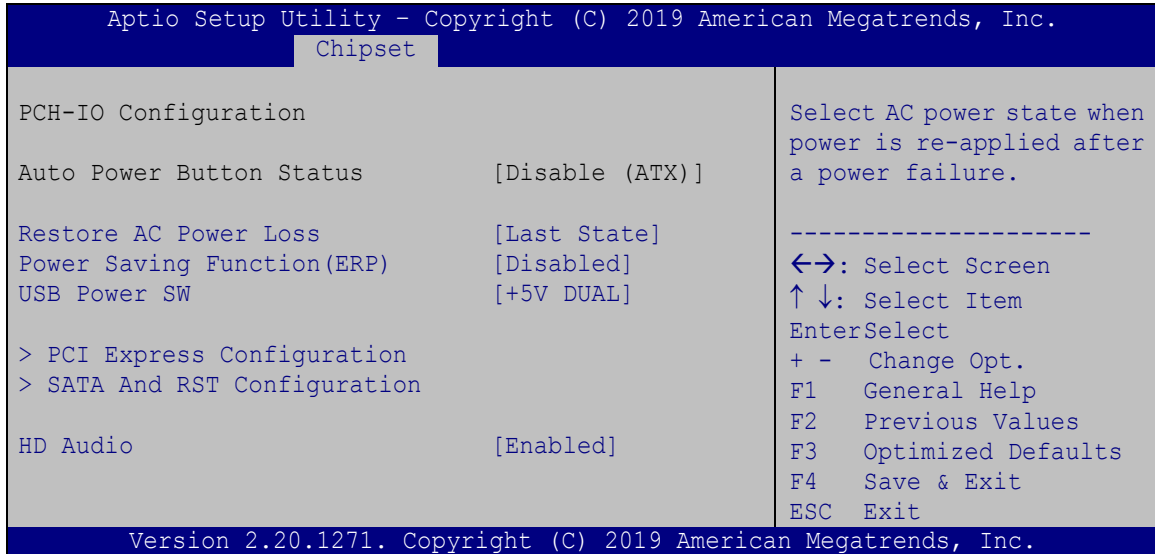 Aptio Setup Utility – Copyright (C) 2019 American Megatrends, Inc.
Chipset
PCH-IO Configuration
Auto Power Button Status [Disable (ATX)]
Restore AC Power Loss [Last State]
Power Saving Function(ERP) [Disabled]
USB Power SW [+5V DUAL]
> PCI Express Configuration
> SATA And RST Configuration
HD Audio [Enabled]
Select AC power state when
power is re-applied after
a power failure.
---------------------
←→: Select Screen
↑ ↓: Select Item
EnterSelect
+ - Change Opt.
F1 General Help
F2 Previous Values
F3 Optimized Defaults
F4 Save & Exit
ESC Exit
Version 2.20.1271. Copyright (C) 2019 American Megatrends, Inc.